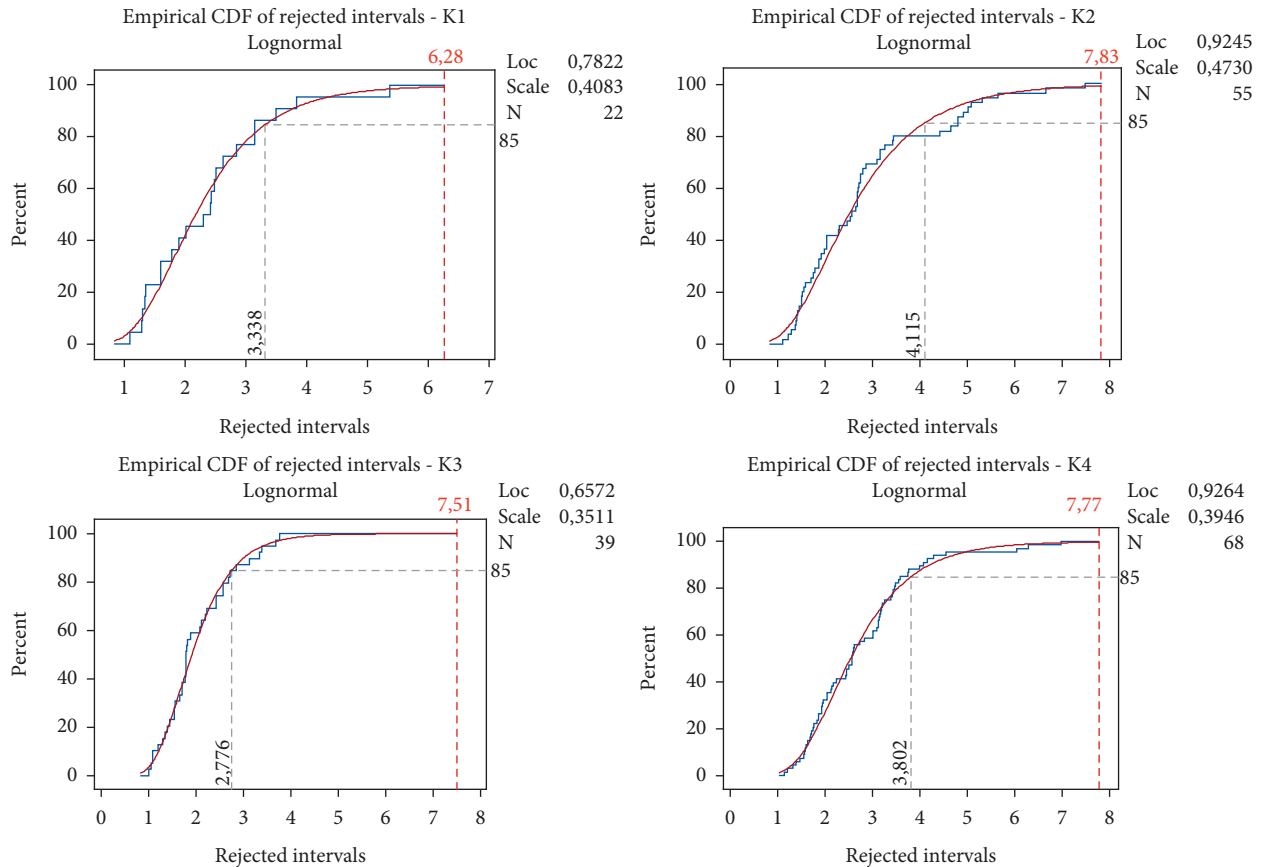 Empirical CDF of rejected intervals - K1
Lognormal
6,28
Loc 0,7822
Scale 0,4083
N 22
100
80
60
40
20
0
Percent
85
3,338
1 2 3 4 5 6 7
Rejected intervals
Empirical CDF of rejected intervals - K2
Lognormal
7,83
Loc 0,9245
Scale 0,4730
N 55
100
80
60
40
20
0
Percent
85
4,115
0 1 2 3 4 5 6 7 8
Rejected intervals
Empirical CDF of rejected intervals - K3
Lognormal
7,51
Loc 0,6572
Scale 0,3511
N 39
100
80
60
40
20
0
Percent
85
2,776
0 1 2 3 4 5 6 7 8
Rejected intervals
Empirical CDF of rejected intervals - K4
Lognormal
7,77
Loc 0,9264
Scale 0,3946
N 68
100
80
60
40
20
0
Percent
85
3,802
0 1 2 3 4 5 6 7 8
Rejected intervals